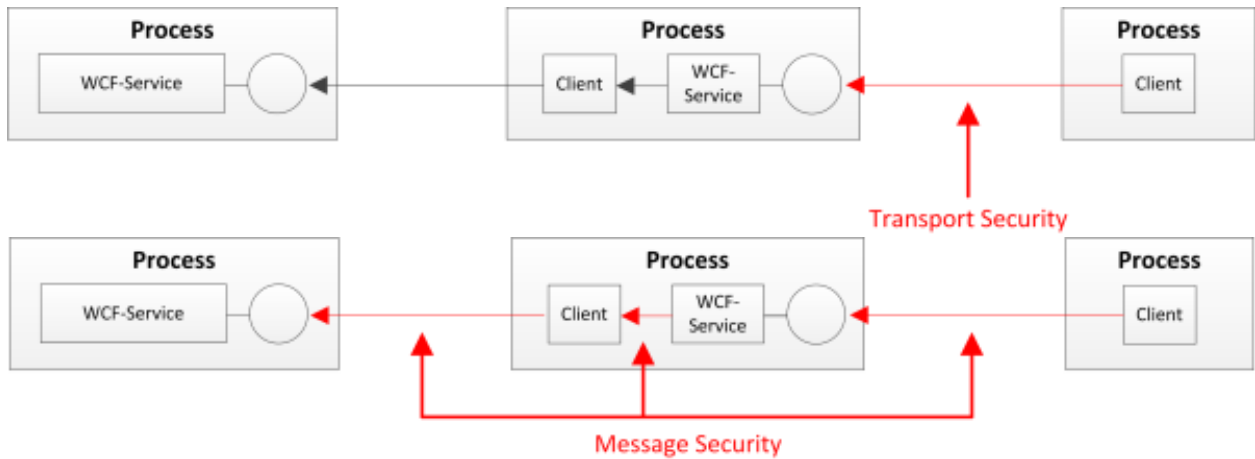 Process
Process
Process
WCF-Service
Client
WCF-
Service
Client
Transport Security
Process
Process
Process
WCF-Service
Client
WCF-
Service
Client
Message Security